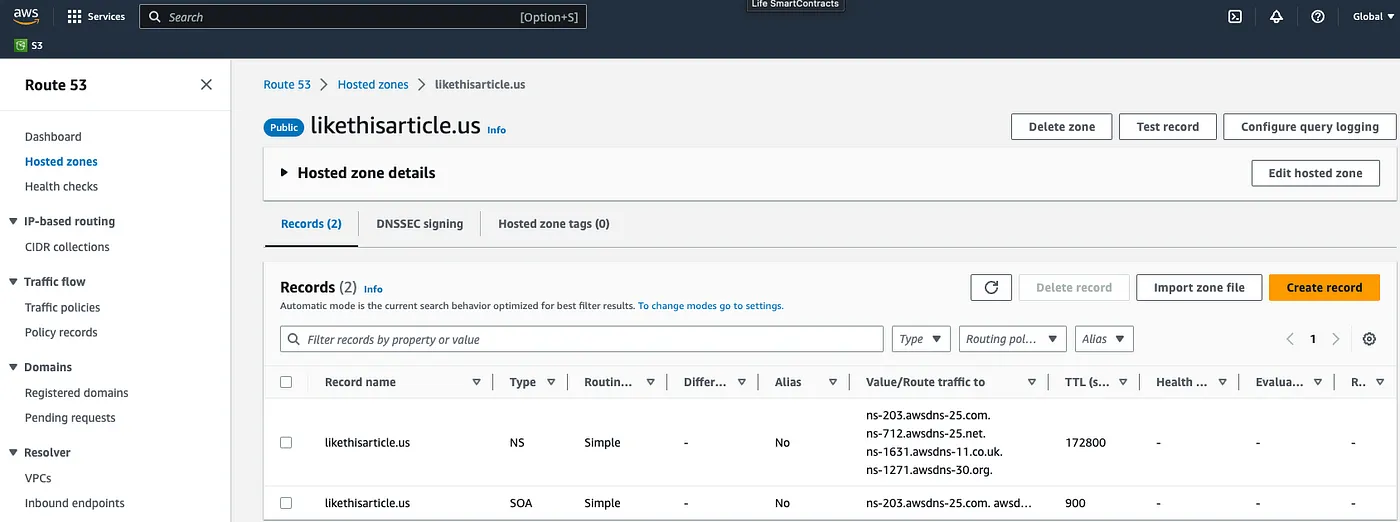 Life SmartContracts
aws Services Search [Option+S] Global
S3
Route 53
Dashboard
Hosted zones
Health checks
IP-based routing
CIDR collections
Traffic flow
Traffic policies
Policy records
Domains
Registered domains
Pending requests
Resolver
VPCs
Inbound endpoints
Route 53 Hosted zones likethisarticle.us
Public likethisarticle.us Info
Delete zone Test record Configure query logging
Hosted zone details Edit hosted zone
Records (2) DNSSEC signing Hosted zone tags (0)
Records (2) Info
Automatic mode is the current search behavior optimized for best filter results. To change modes go to settings.
Delete record Import zone file Create record
Filter records by property or value Type Routing pol... Alias 1
Record name Type Routin... Differ... Alias Value/Route traffic to TTL (s... Health ... Evalua... R..
ns-203.awsdns-25.com.
ns-712.awsdns-25.net.
likethisarticle.us NS Simple - No 172800 - - -
ns-1631.awsdns-11.co.uk.
ns-1271.awsdns-30.org.
likethisarticle.us SOA Simple - No ns-203.awsdns-25.com. awsd... 900 - - -